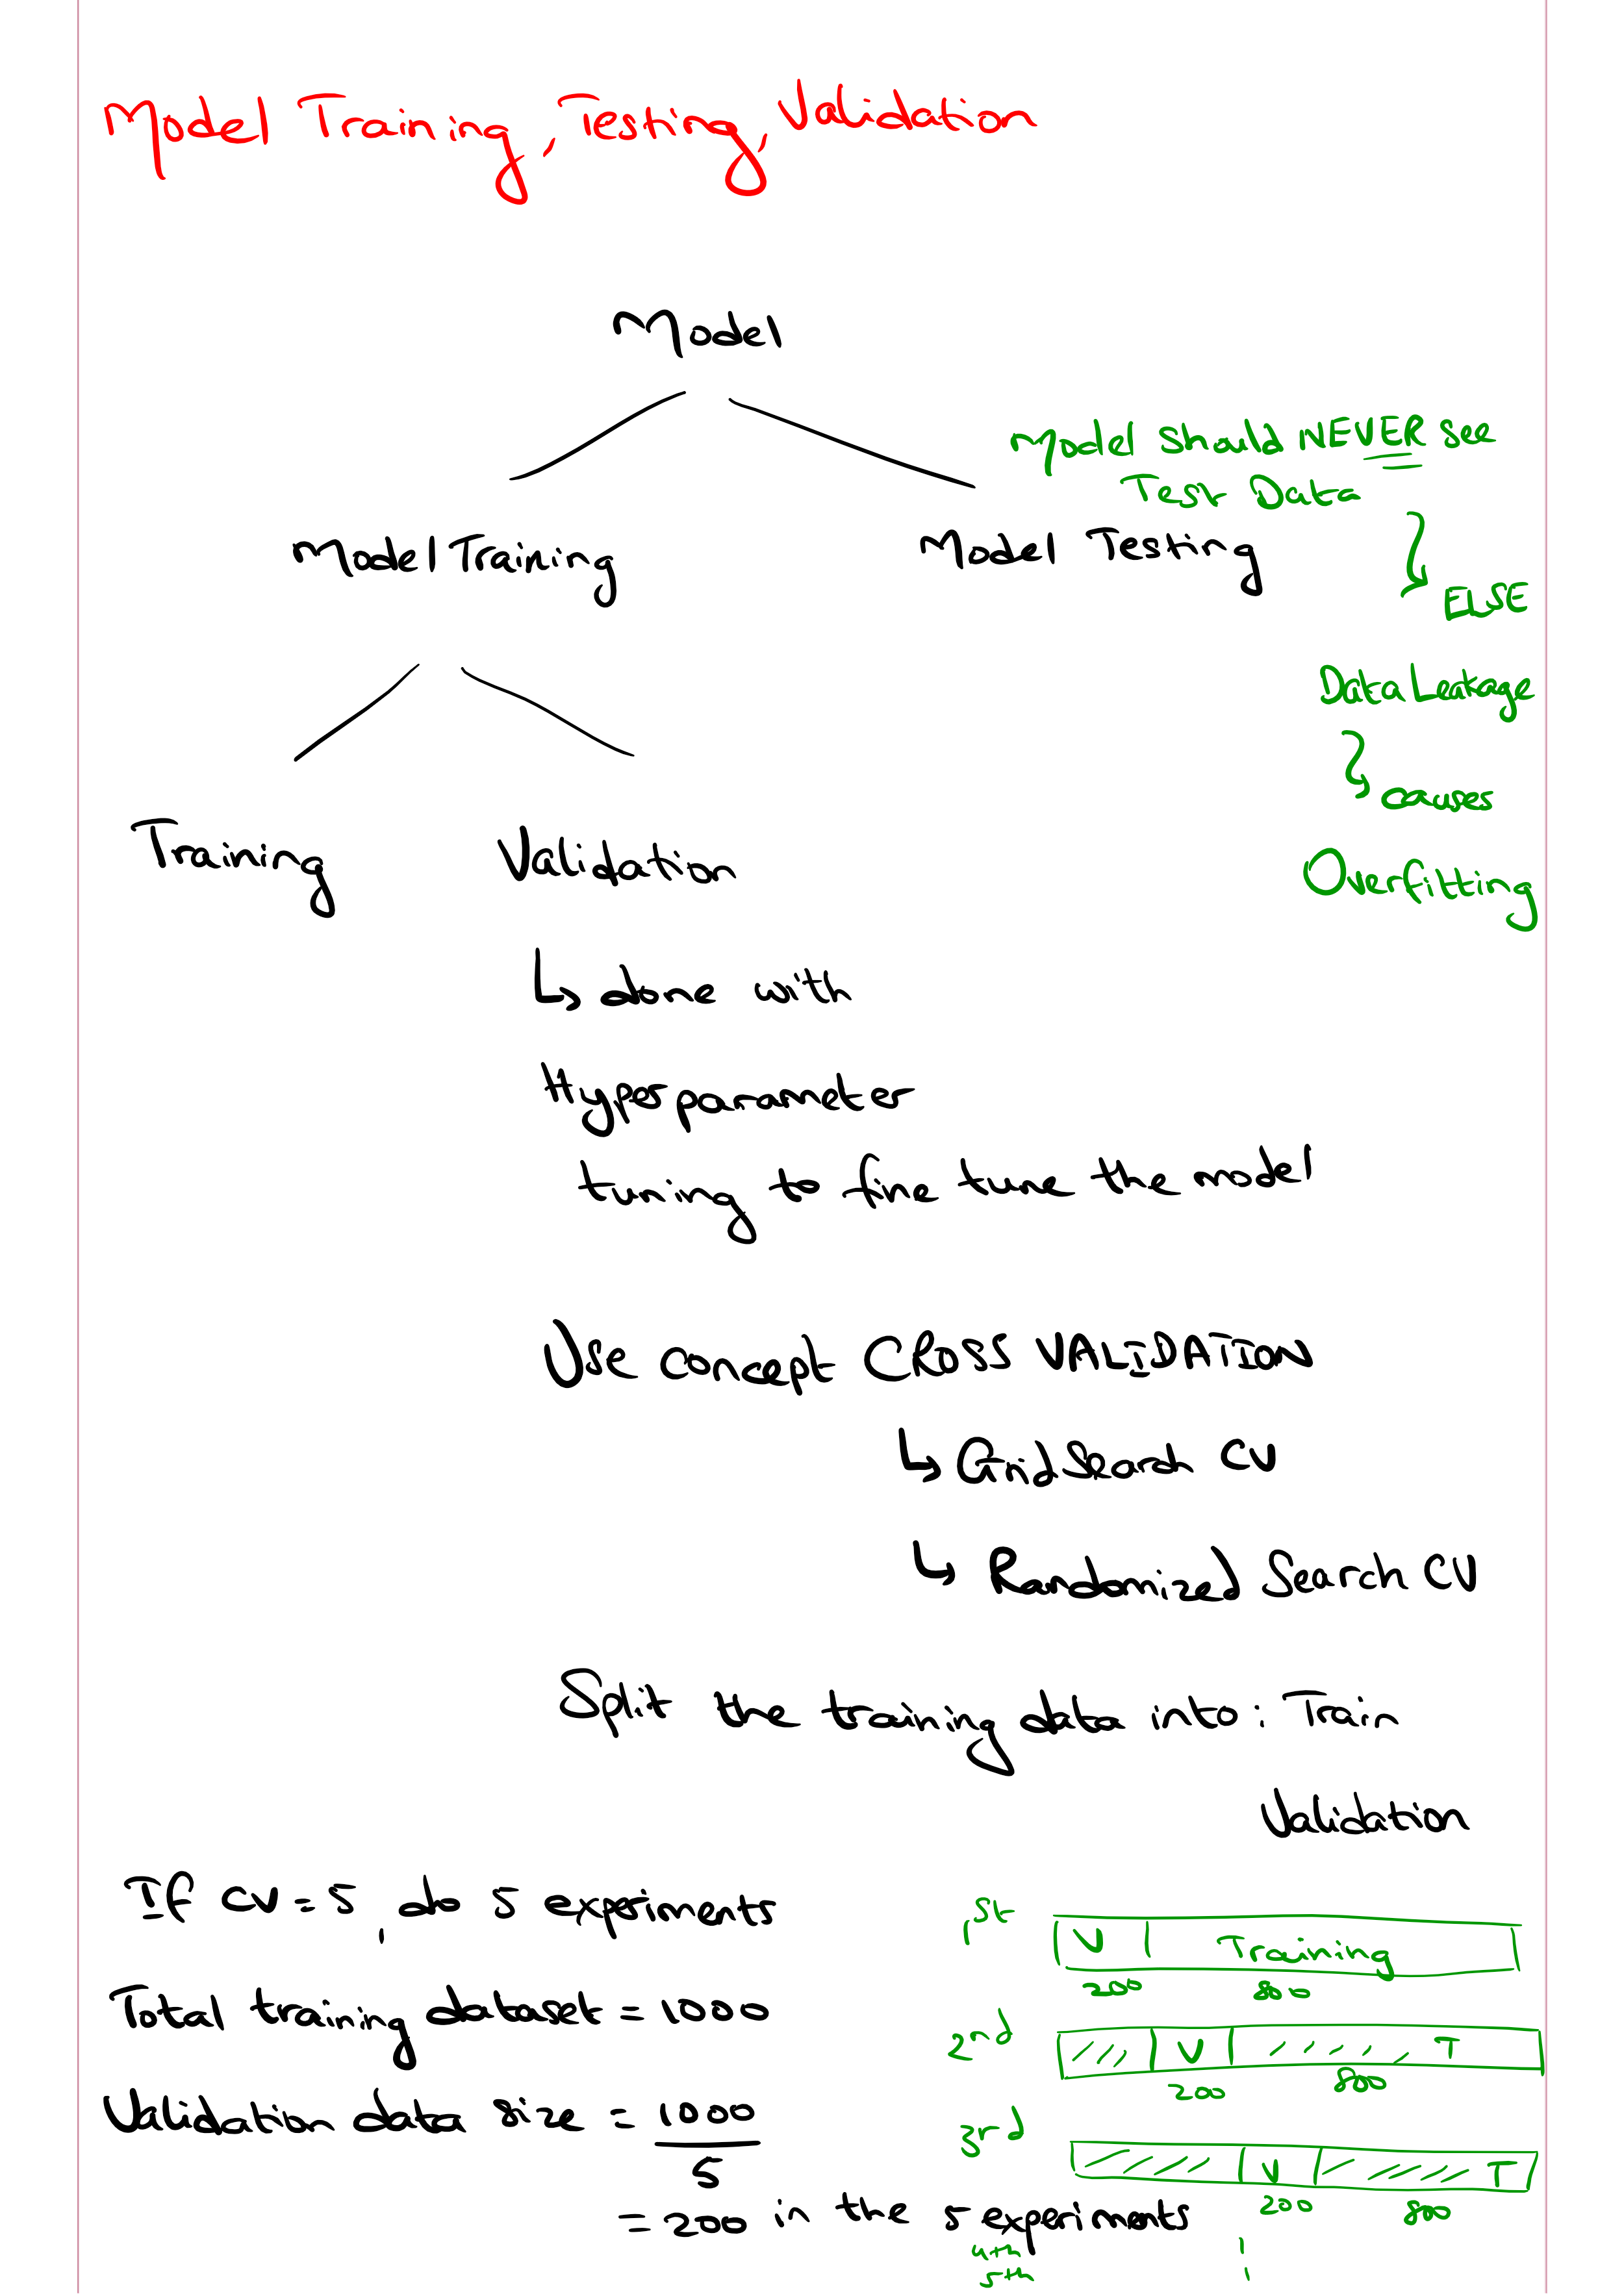 Model Training, Testing, Validation
Model
Model should NEVER see
Test Data
Model Training
Model Testing
ELSE
Data Leakage
causes
Training
Validation
Overfitting
↳ done with
Hyperparameter
tuning to fine tune the model
Use concept CROSS VALIDATION
↳ GridSearch CV
↳ Randomized Search CV
Split the training data into: Train
Validation
If CV=5, do 5 experiments
Total training dataset = 1000
Validation data size = 1000
5
= 200 in the 5 experiments
1st
V Training
200 800
2nd
V T
200 800
3rd
V T
200 800
4th
5th